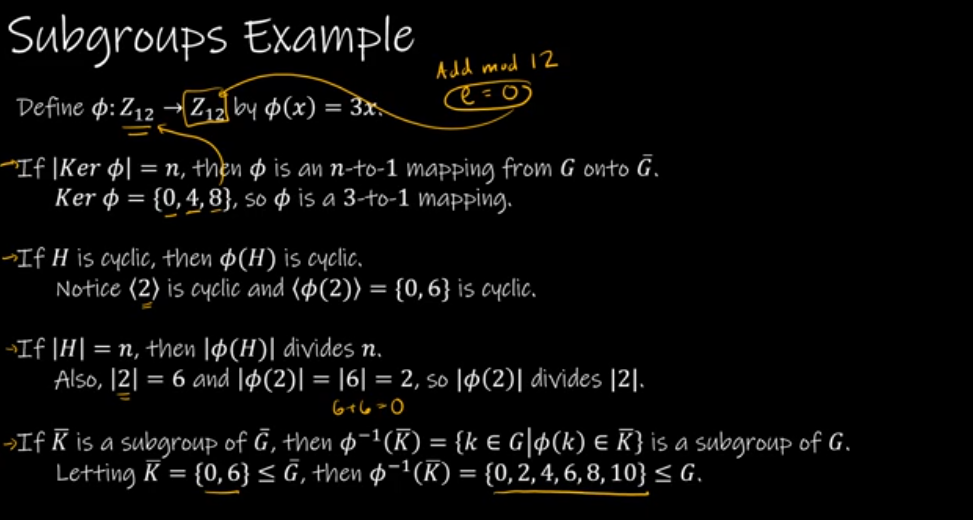 Subgroups Example
Add mod 12
e = 0
Define ϕ: Z₁₂ → Z₁₂ by ϕ(x) = 3x.
If |Ker ϕ| = n, then ϕ is an n-to-1 mapping from G onto G̅.
Ker ϕ = {0, 4, 8}, so ϕ is a 3-to-1 mapping.
If H is cyclic, then ϕ(H) is cyclic.
Notice ⟨2⟩ is cyclic and ⟨ϕ(2)⟩ = {0, 6} is cyclic.
If |H| = n, then |ϕ(H)| divides n.
Also, |2| = 6 and |ϕ(2)| = |6| = 2, so |ϕ(2)| divides |2|.
6+6=0
If K̅ is a subgroup of G̅, then ϕ⁻¹(K̅) = {k ∈ G|ϕ(k) ∈ K̅} is a subgroup of G.
Letting K̅ = {0, 6} ≤ G̅, then ϕ⁻¹(K̅) = {0, 2, 4, 6, 8, 10} ≤ G.